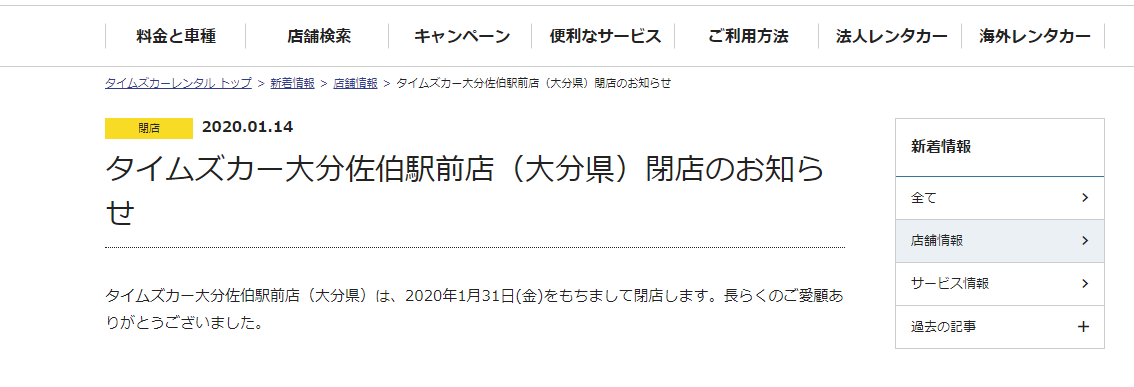 料金と車種 店舗検索 キャンペーン 便利なサービス ご利用方法 法人レンタカー 海外レンタカー
タイムズカーレンタル トップ > 新着情報 > 店舗情報 > タイムズカー大分佐伯駅前店（大分県）閉店のお知らせ
閉店 2020.01.14
タイムズカー大分佐伯駅前店（大分県）閉店のお知ら
せ
タイムズカー大分佐伯駅前店（大分県）は、2020年1月31日(金)をもちまして閉店します。長らくのご愛顧あ
りがとうございました。
新着情報
全て
店舗情報
サービス情報
過去の記事